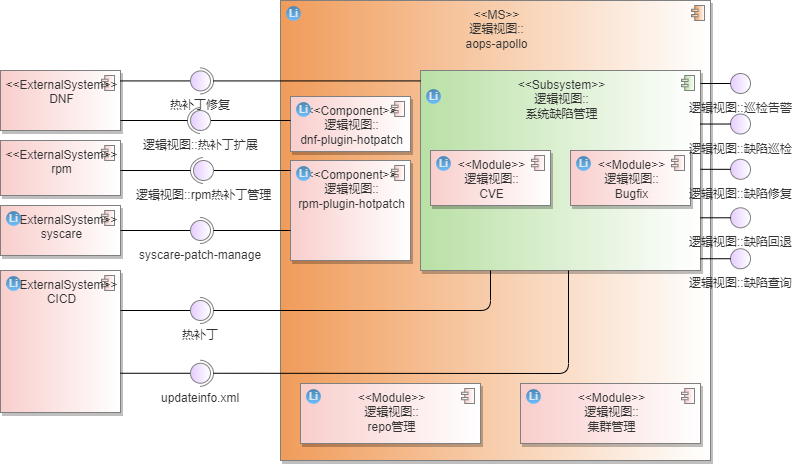 <<MS>>
逻辑视图::
aops-apollo
<<ExternalSystem>>
DNF
热补丁修复
逻辑视图::热补丁扩展
<<ExternalSystem>>
rpm
逻辑视图::rpm热补丁管理
<<ExternalSystem>>
syscare
syscare-patch-manage
<<ExternalSystem>>
CICD
热补丁
updateinfo.xml
<<Component>>
逻辑视图::
dnf-plugin-hotpatch
<<Component>>
逻辑视图::
rpm-plugin-hotpatch
<<Subsystem>>
逻辑视图::
系统缺陷管理
<<Module>>
逻辑视图::
CVE
<<Module>>
逻辑视图::
Bugfix
逻辑视图::巡检告警
逻辑视图::缺陷巡检
逻辑视图::缺陷修复
逻辑视图::缺陷回退
逻辑视图::缺陷查询
<<Module>>
逻辑视图::
repo管理
<<Module>>
逻辑视图::
集群管理